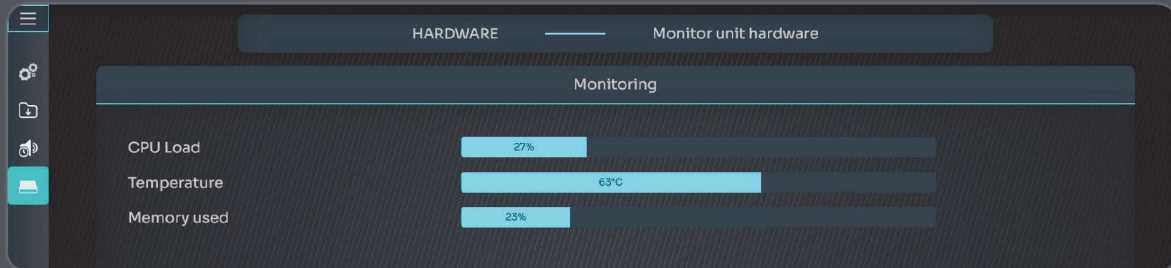 HARDWARE Monitor unit hardware
Monitoring
CPU Load 27%
Temperature 63°C
Memory used 23%